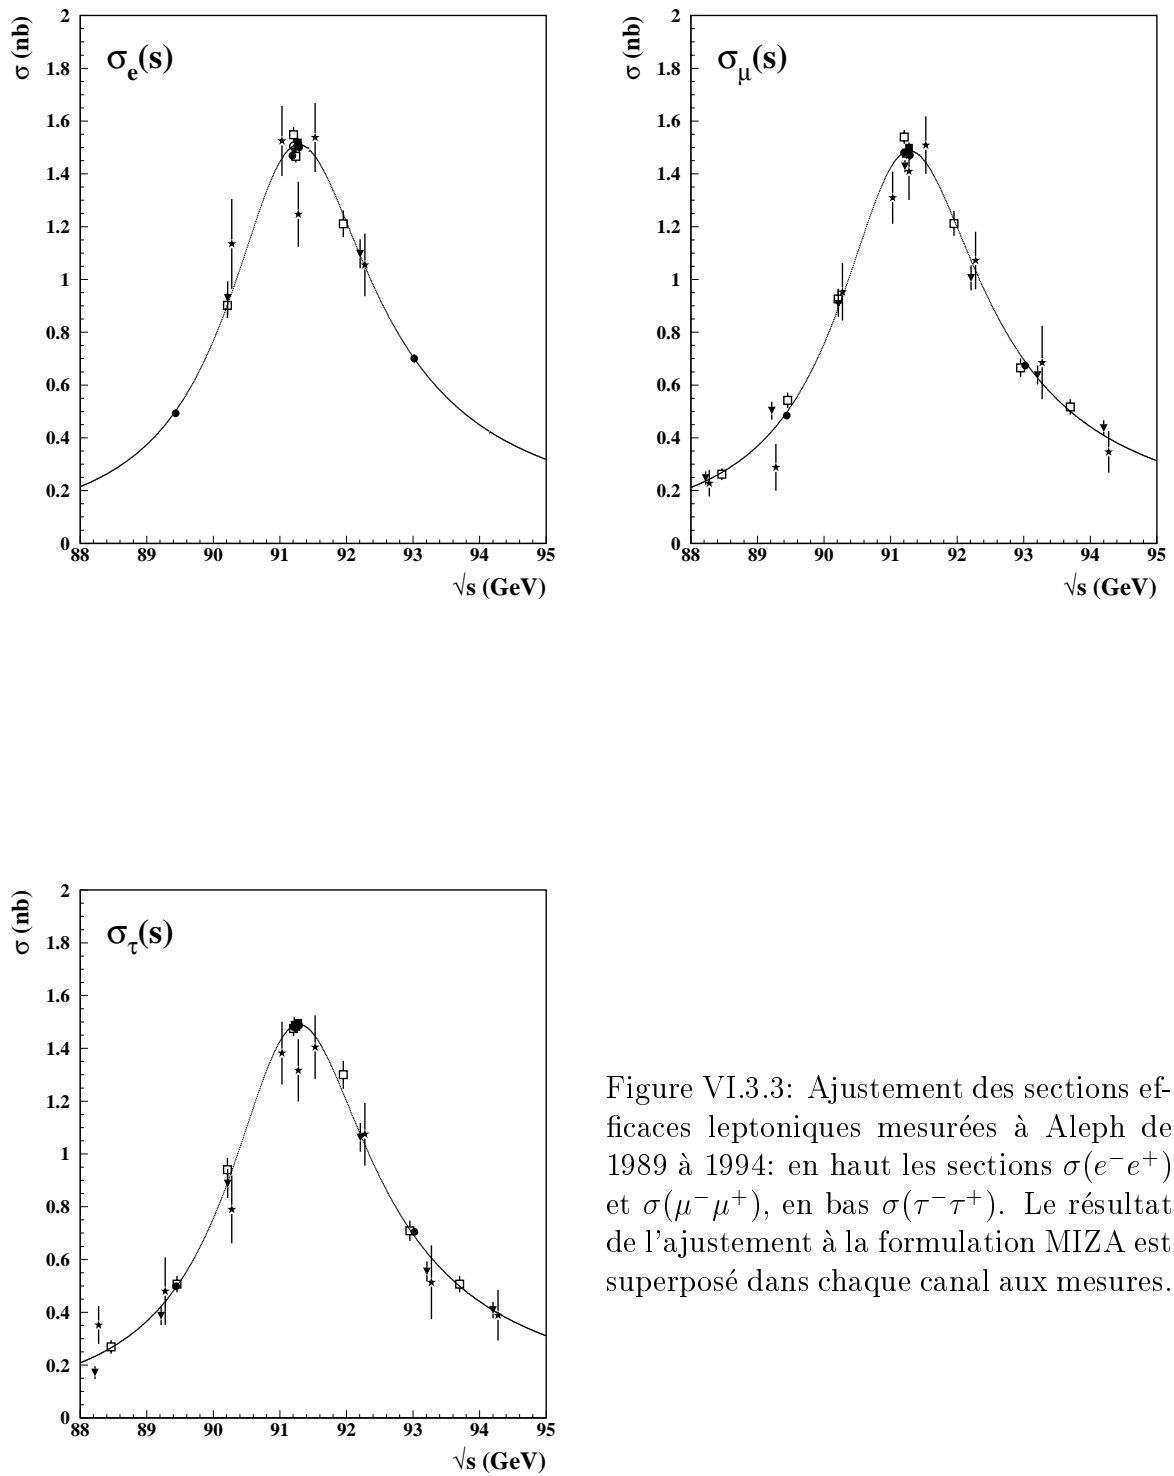 σ (nb)
σe(s)
2
1.8
1.6
1.4
1.2
1
0.8
0.6
0.4
0.2
0
88 89 90 91 92 93 94 95
√s (GeV)
σ (nb)
σμ(s)
2
1.8
1.6
1.4
1.2
1
0.8
0.6
0.4
0.2
0
88 89 90 91 92 93 94 95
√s (GeV)
σ (nb)
στ(s)
2
1.8
1.6
1.4
1.2
1
0.8
0.6
0.4
0.2
0
88 89 90 91 92 93 94 95
√s (GeV)
Figure VI.3.3: Ajustement des sections ef-
ficaces leptoniques mesurées à Aleph de
1989 à 1994: en haut les sections σ(e⁻e⁺)
et σ(μ⁻μ⁺), en bas σ(τ⁻τ⁺). Le résultat
de l'ajustement à la formulation MIZA est
superposé dans chaque canal aux mesures.